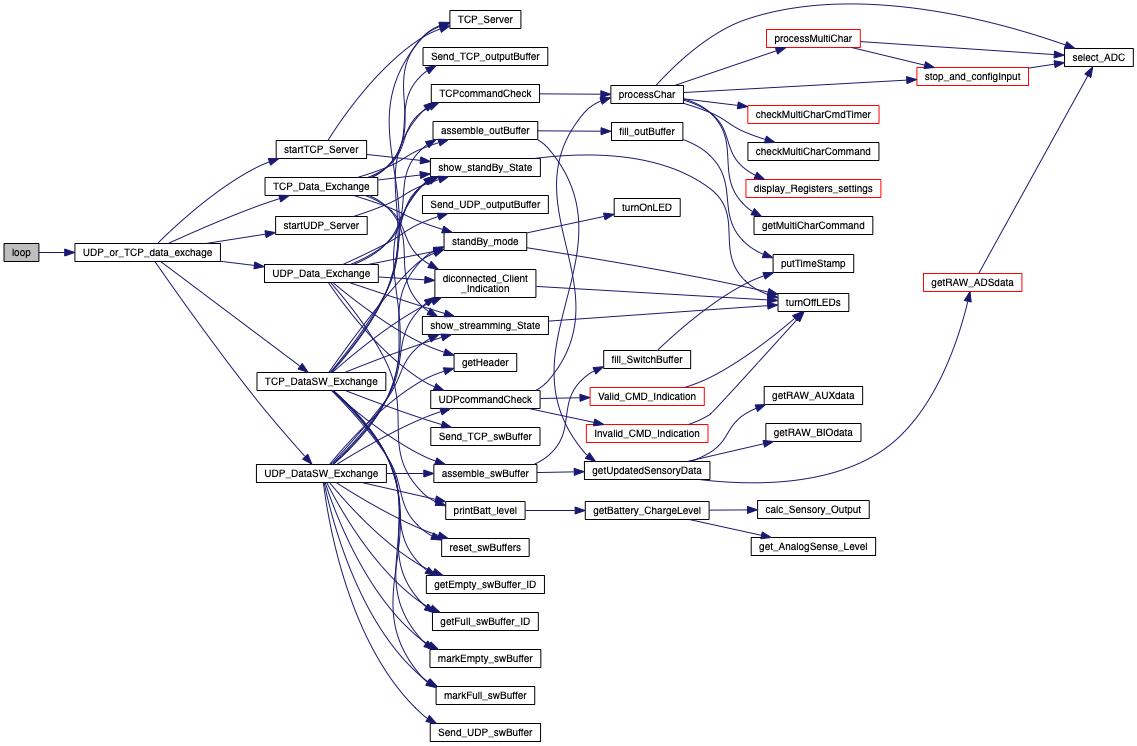 loop
UDP_or_TCP_data_exchage
startTCP_Server
TCP_Data_Exchange
startUDP_Server
UDP_Data_Exchange
TCP_DataSW_Exchange
UDP_DataSW_Exchange
TCP_Server
Send_TCP_outputBuffer
TCPcommandCheck
assemble_outBuffer
show_standBy_State
Send_UDP_outputBuffer
standBy_mode
diconnected_Client
_Indication
show_streamming_State
getHeader
UDPcommandCheck
Send_TCP_swBuffer
assemble_swBuffer
printBatt_level
reset_swBuffers
getEmpty_swBuffer_ID
getFull_swBuffer_ID
markEmpty_swBuffer
markFull_swBuffer
Send_UDP_swBuffer
processChar
fill_outBuffer
turnOnLED
fill_SwitchBuffer
Valid_CMD_Indication
Invalid_CMD_Indication
getUpdatedSensoryData
getBattery_ChargeLevel
processMultiChar
checkMultiCharCmdTimer
checkMultiCharCommand
display_Registers_settings
getMultiCharCommand
putTimeStamp
turnOffLEDs
getRAW_AUXdata
getRAW_BIOdata
calc_Sensory_Output
get_AnalogSense_Level
stop_and_configInput
getRAW_ADSdata
select_ADC